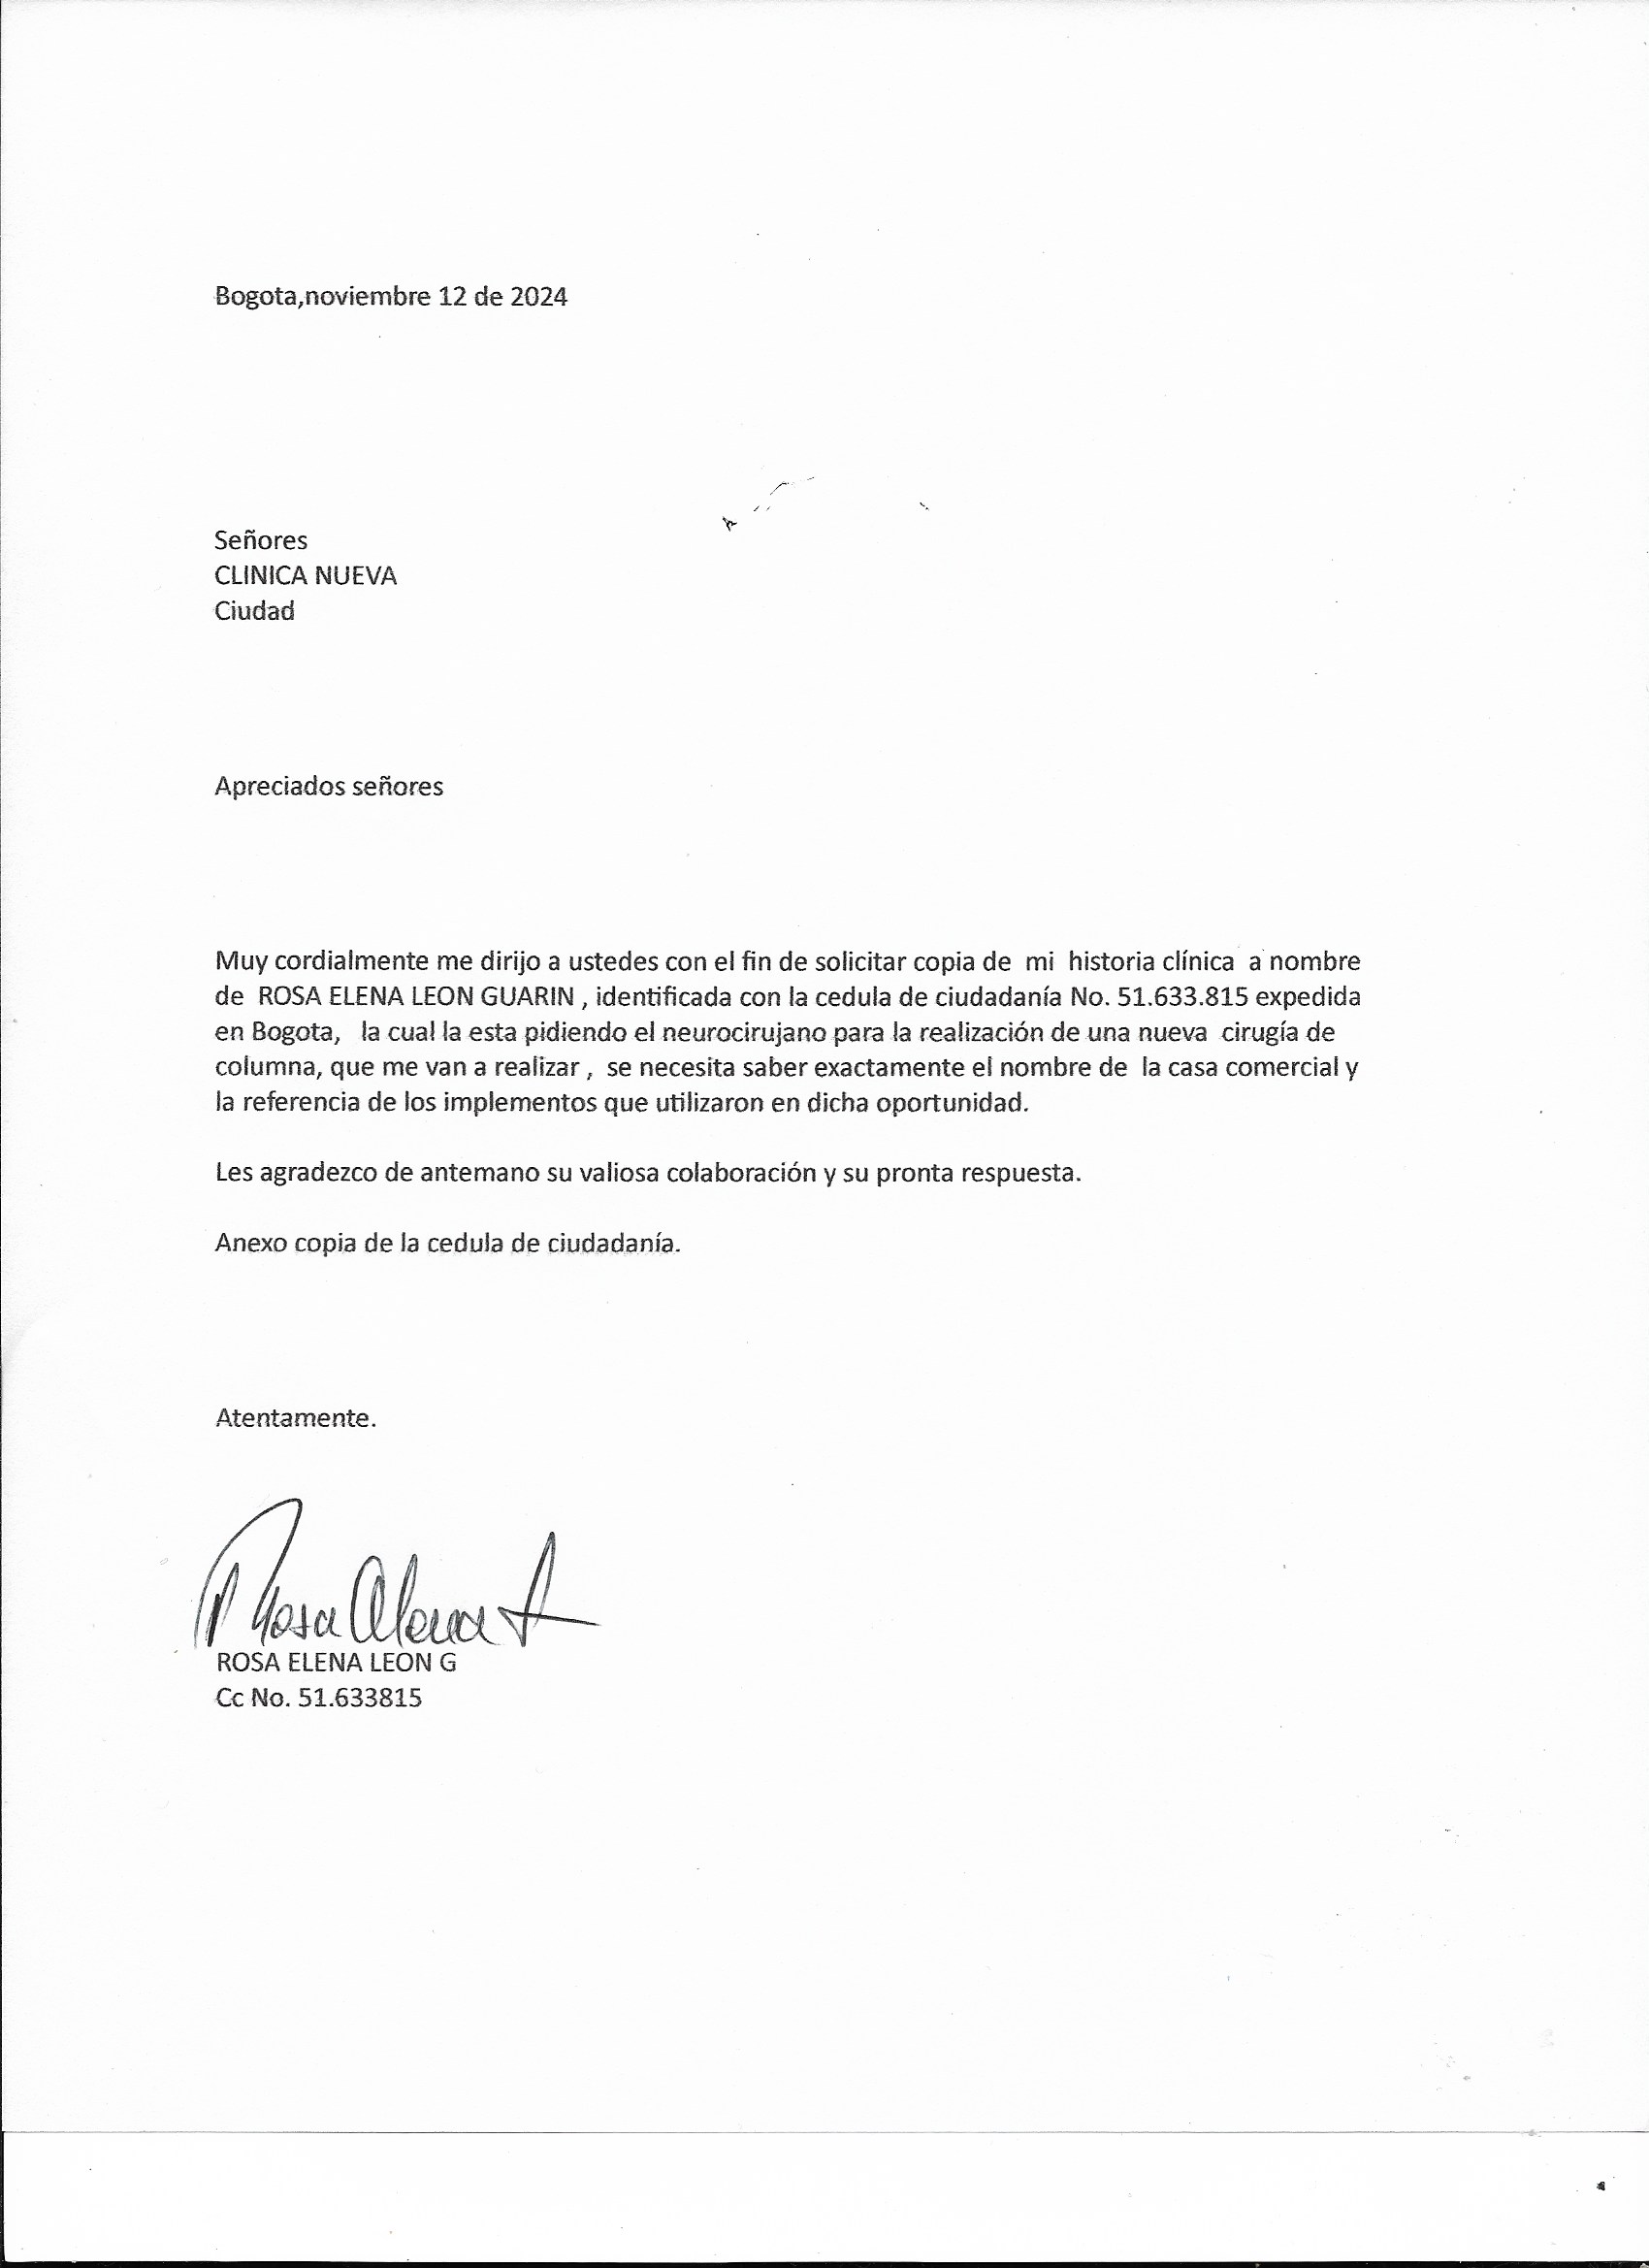 Bogota,noviembre 12 de 2024
Señores
CLINICA NUEVA
Ciudad
Apreciados señores
Muy cordialmente me dirijo a ustedes con el fin de solicitar copia de mi historia clínica a nombre
de ROSA ELENA LEON GUARIN , identificada con la cedula de ciudadanía No. 51.633.815 expedida
en Bogota, la cual la esta pidiendo el neurocirujano para la realización de una nueva cirugía de
columna, que me van a realizar , se necesita saber exactamente el nombre de la casa comercial y
la referencia de los implementos que utilizaron en dicha oportunidad.
Les agradezco de antemano su valiosa colaboración y su pronta respuesta.
Anexo copia de la cedula de ciudadanía.
Atentamente.
Rosa Elena L
ROSA ELENA LEON G
Cc No. 51.633815